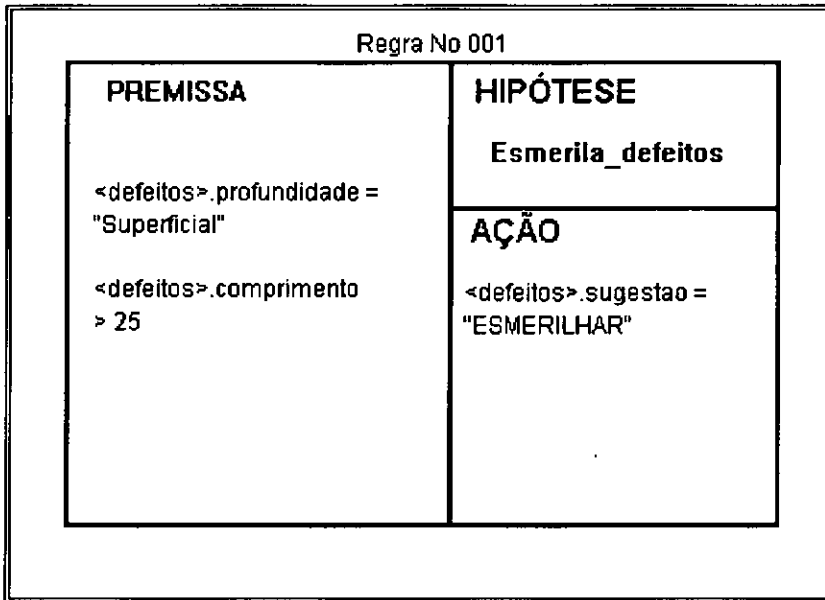 Regra No 001
PREMISSA
<defeitos>.profundidade =
"Superficial"
<defeitos>.comprimento
> 25
HIPÓTESE
Esmerila_defeitos
AÇÃO
<defeitos>.sugestao =
"ESMERILHAR"